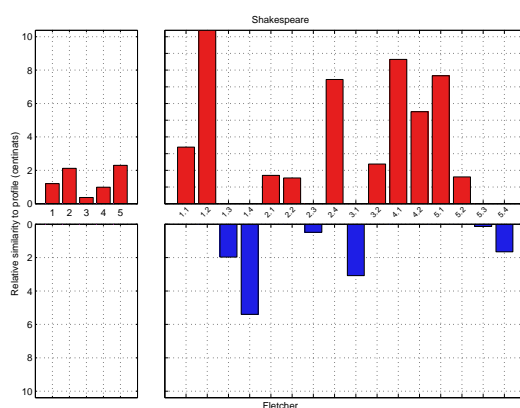 Shakespeare
Relative similarity to profile (centinats)
10
8
6
4
2
0
1 2 3 4 5
1.1 1.2 1.3 1.4 2.1 2.2 2.3 2.4 3.1 3.2 4.1 4.2 5.1 5.2 5.3 5.4
0
2
4
6
8
10
Fletcher